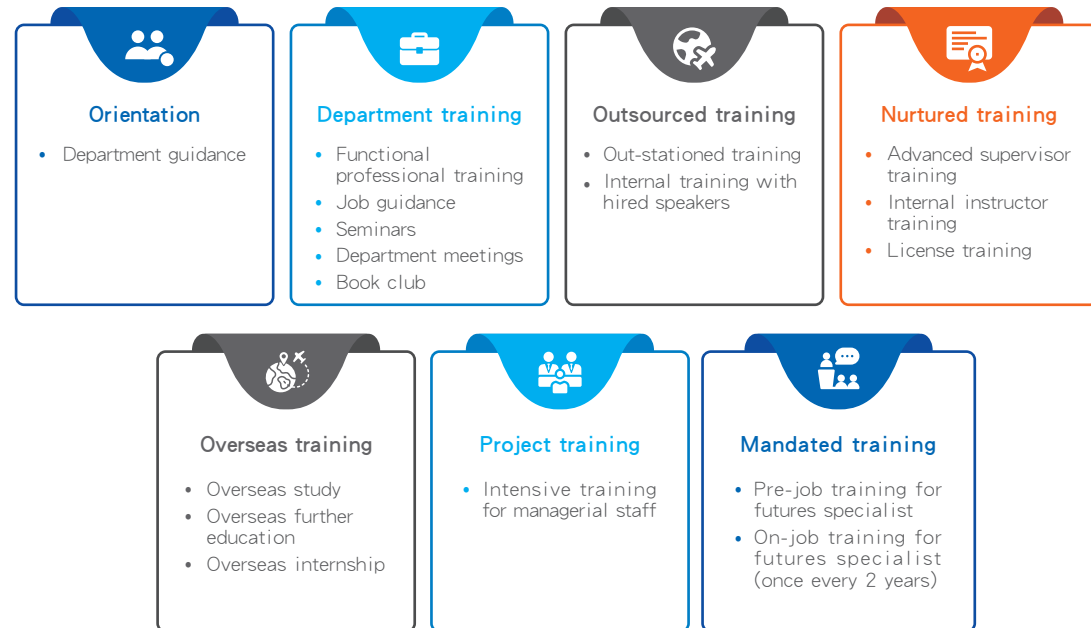 Orientation
• Department guidance
Department training
• Functional
professional training
• Job guidance
• Seminars
• Department meetings
• Book club
Outsourced training
• Out-stationed training
• Internal training with
hired speakers
Nurtured training
• Advanced supervisor
training
• Internal instructor
training
• License training
Overseas training
• Overseas study
• Overseas further
education
• Overseas internship
Project training
• Intensive training
for managerial staff
Mandated training
• Pre-job training for
futures specialist
• On-job training for
futures specialist
(once every 2 years)